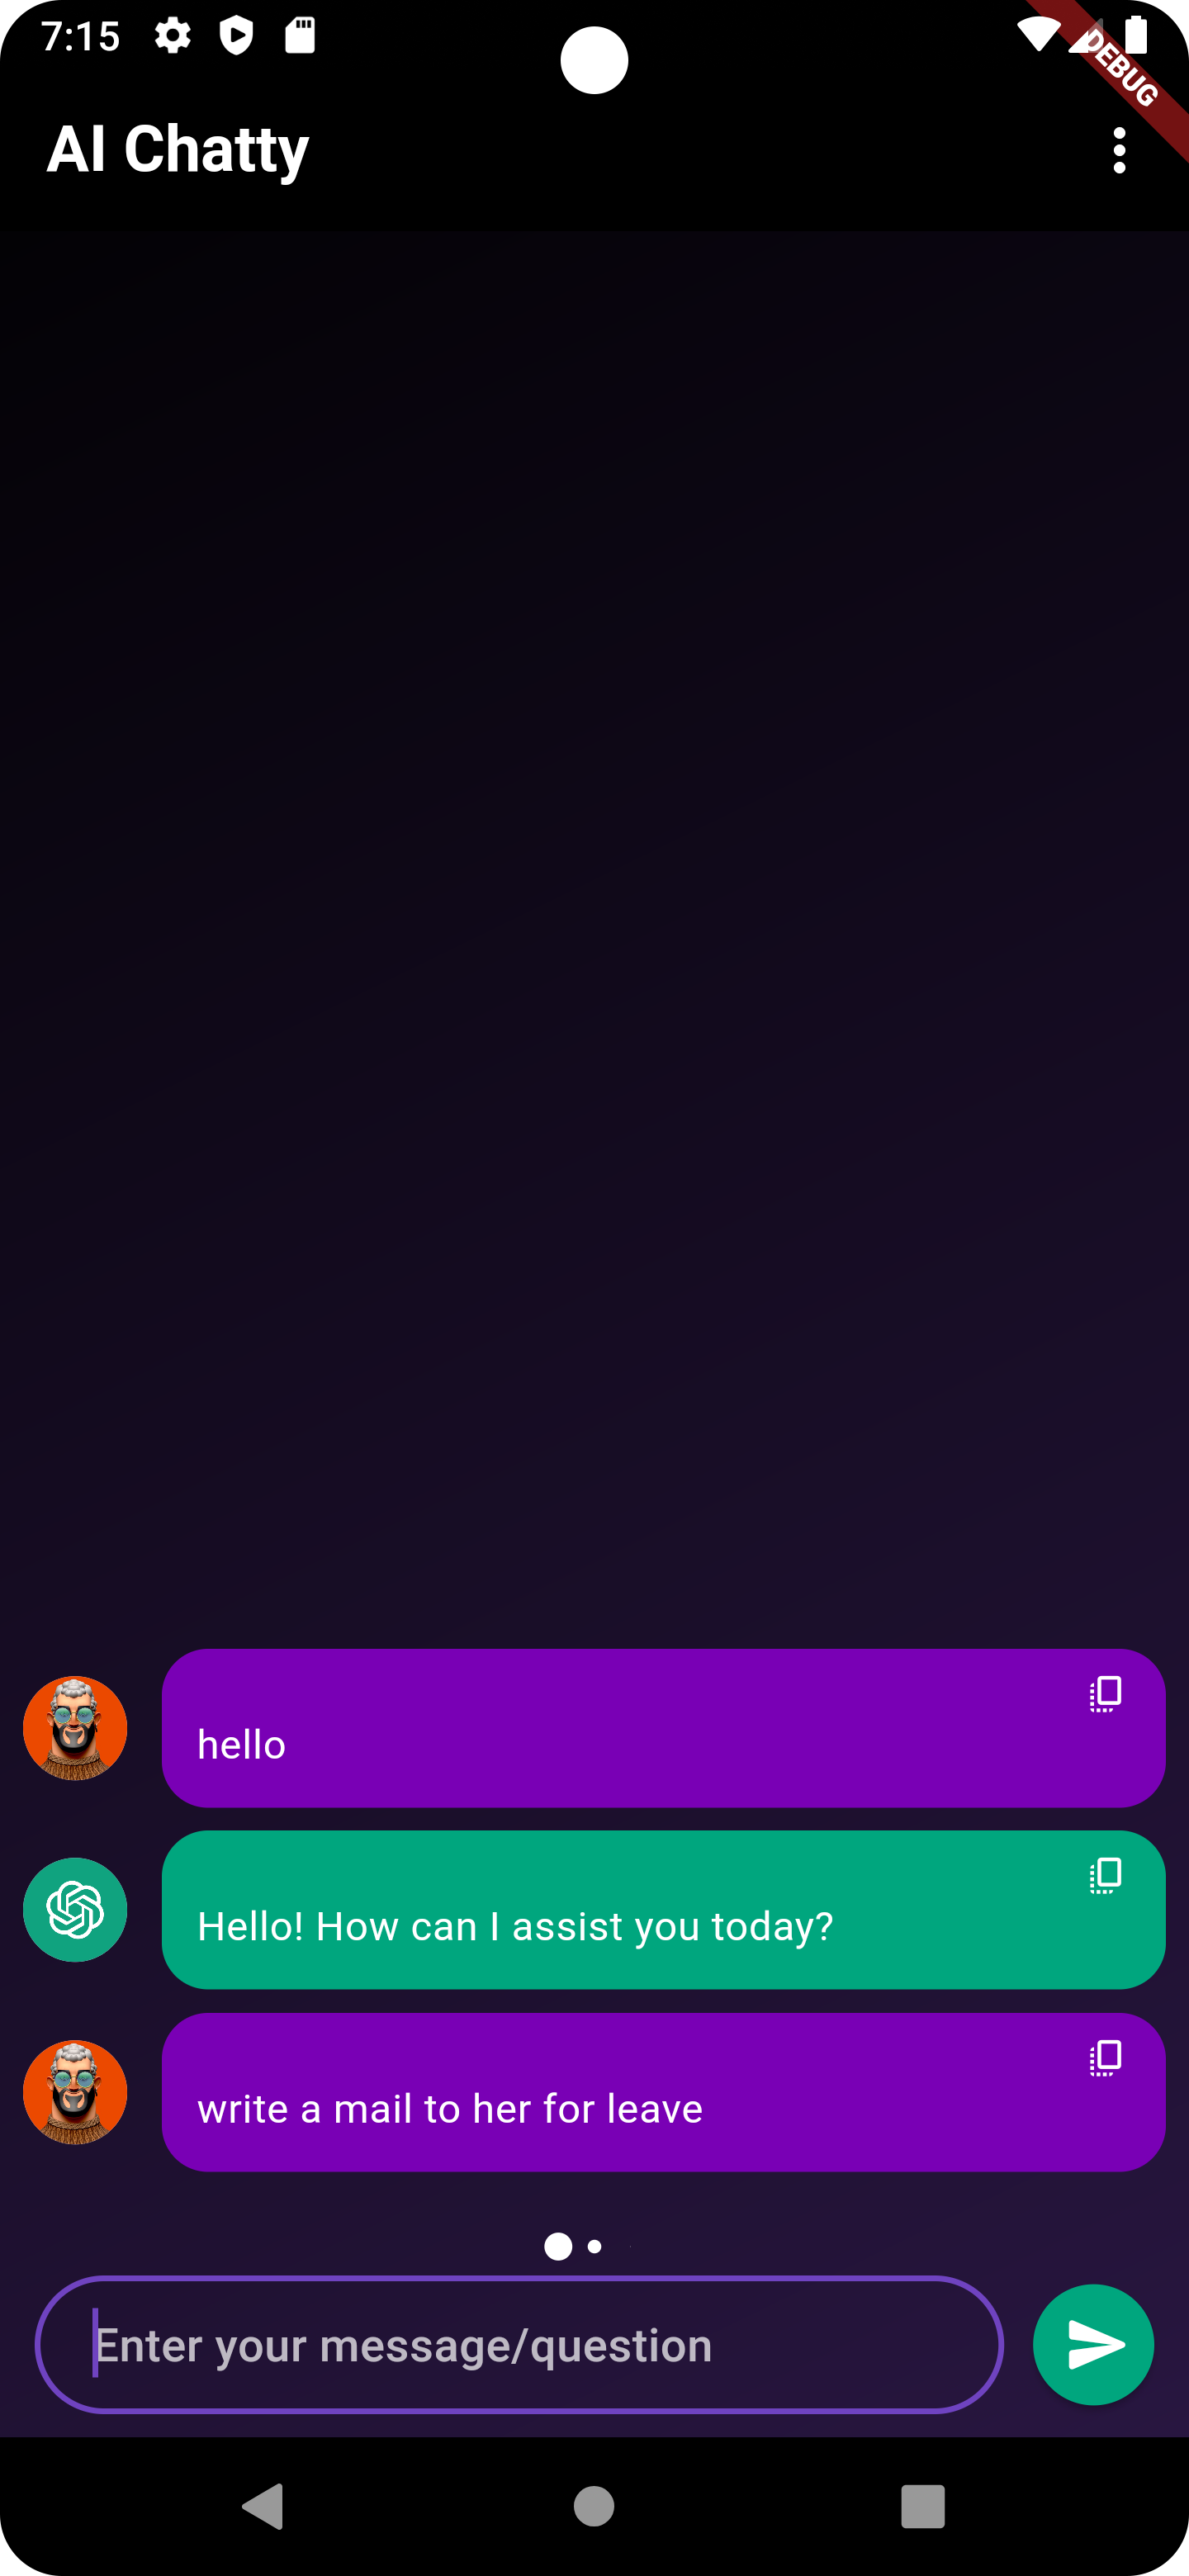 7:15
DEBUG
AI Chatty
hello
Hello! How can I assist you today?
write a mail to her for leave
Enter your message/question